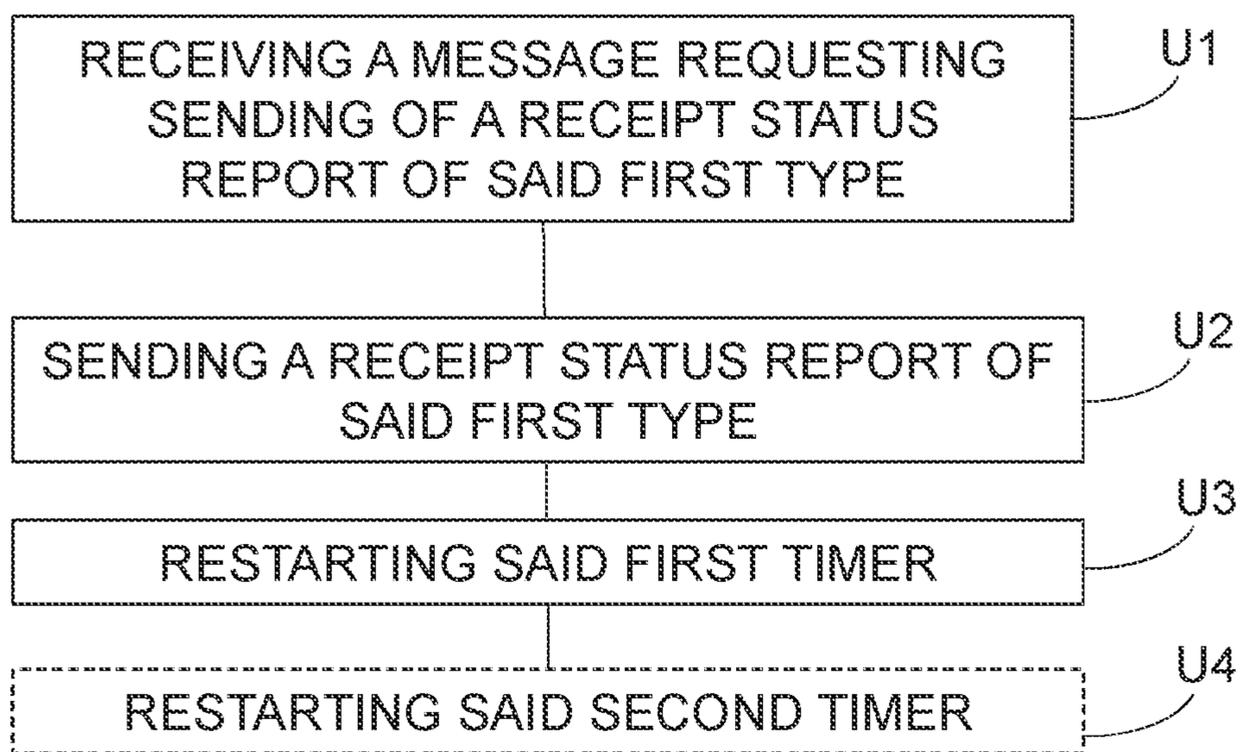 RECEIVING A MESSAGE REQUESTING
SENDING OF A RECEIPT STATUS
REPORT OF SAID FIRST TYPE
U1
SENDING A RECEIPT STATUS REPORT OF
SAID FIRST TYPE
U2
RESTARTING SAID FIRST TIMER
U3
RESTARTING SAID SECOND TIMER
U4